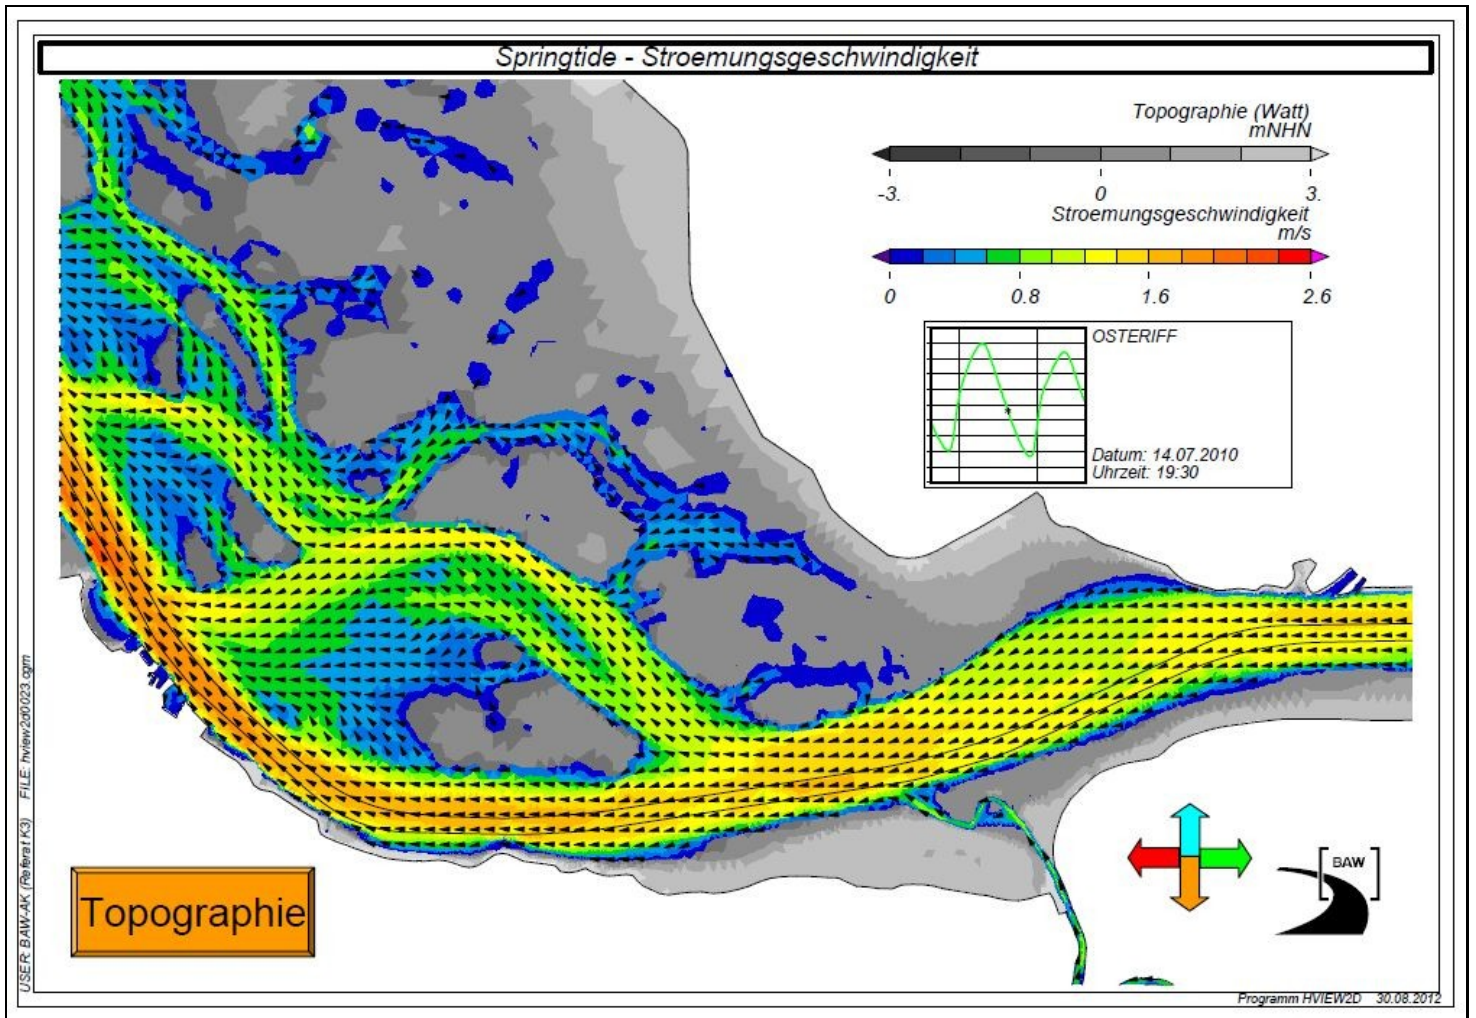 Springtide - Stroemungsgeschwindigkeit
Topographie (Watt)
mNHN
-3. 0 3.
Stroemungsgeschwindigkeit
m/s
0 0.8 1.6 2.6
OSTERIFF
Datum: 14.07.2010
Uhrzeit: 19:30
BAW
Topographie
USER: BAW-AK (Referat K3) FILE: hview2d0023.cgm
Programm HVIEW2D 30.08.2012